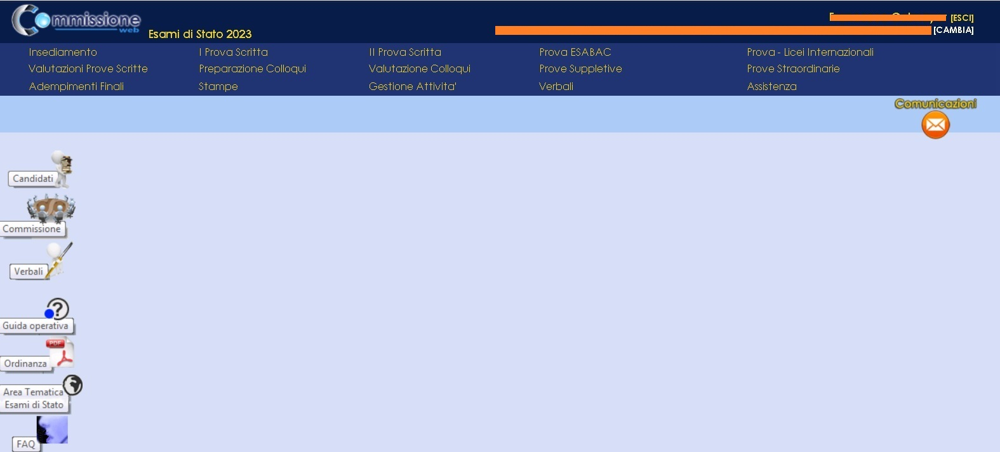 Commissione
web
Esami di Stato 2023
[ESCI]
[CAMBIA]
Insediamento I Prova Scritta II Prova Scritta Prova ESABAC Prova - Licei Internazionali
Valutazioni Prove Scritte Preparazione Colloqui Valutazione Colloqui Prove Suppletive Prove Straordinarie
Adempimenti Finali Stampe Gestione Attivita' Verbali Assistenza
Comunicazioni
Candidati
Commissione
Verbali
?
Guida operativa
PDF
Ordinanza
Area Tematica
Esami di Stato
FAQ